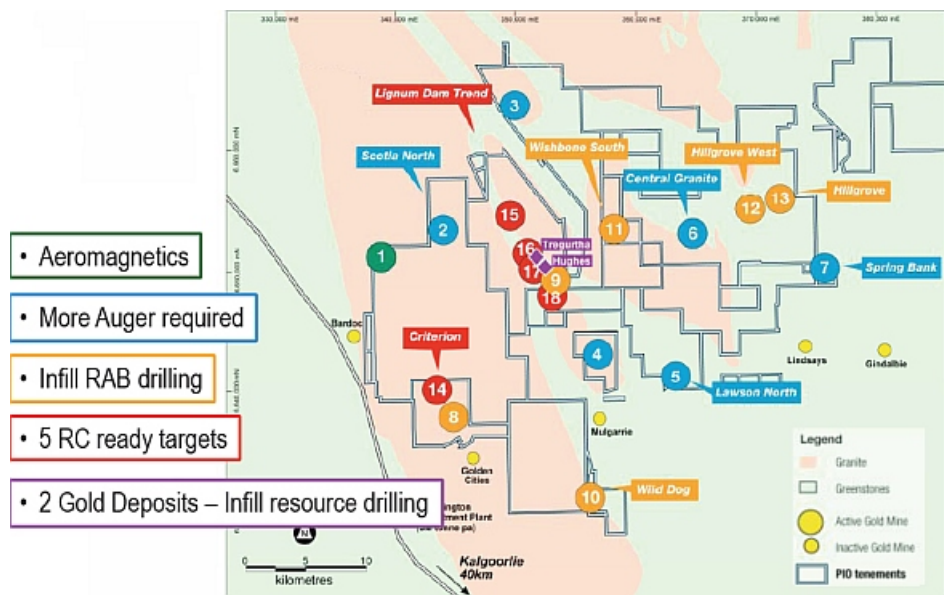 330,000 mE
340,000 mE
350,000 mE
360,000 mE
370,000 mE
380,000 mE
Lignum Dam Trend
3
Scotia North
Wishbone South
Hillgrove West
Central Granite
Hillgrove
12
13
15
2
11
6
16
Tregurtha
1
17
Hughes
7
Spring Bank
9
18
Bardoc
Criterion
4
Lindsays
Gindalbie
5
Lawson North
14
8
Mulgarrie
Golden
Cities
10
Wild Dog
• Aeromagnetics
• More Auger required
• Infill RAB drilling
• 5 RC ready targets
• 2 Gold Deposits – Infill resource drilling
N
0 5 10
kilometres
Kalgoorlie
40km
Legend
Granite
Greenstones
Active Gold Mine
Inactive Gold Mine
PIO tenements